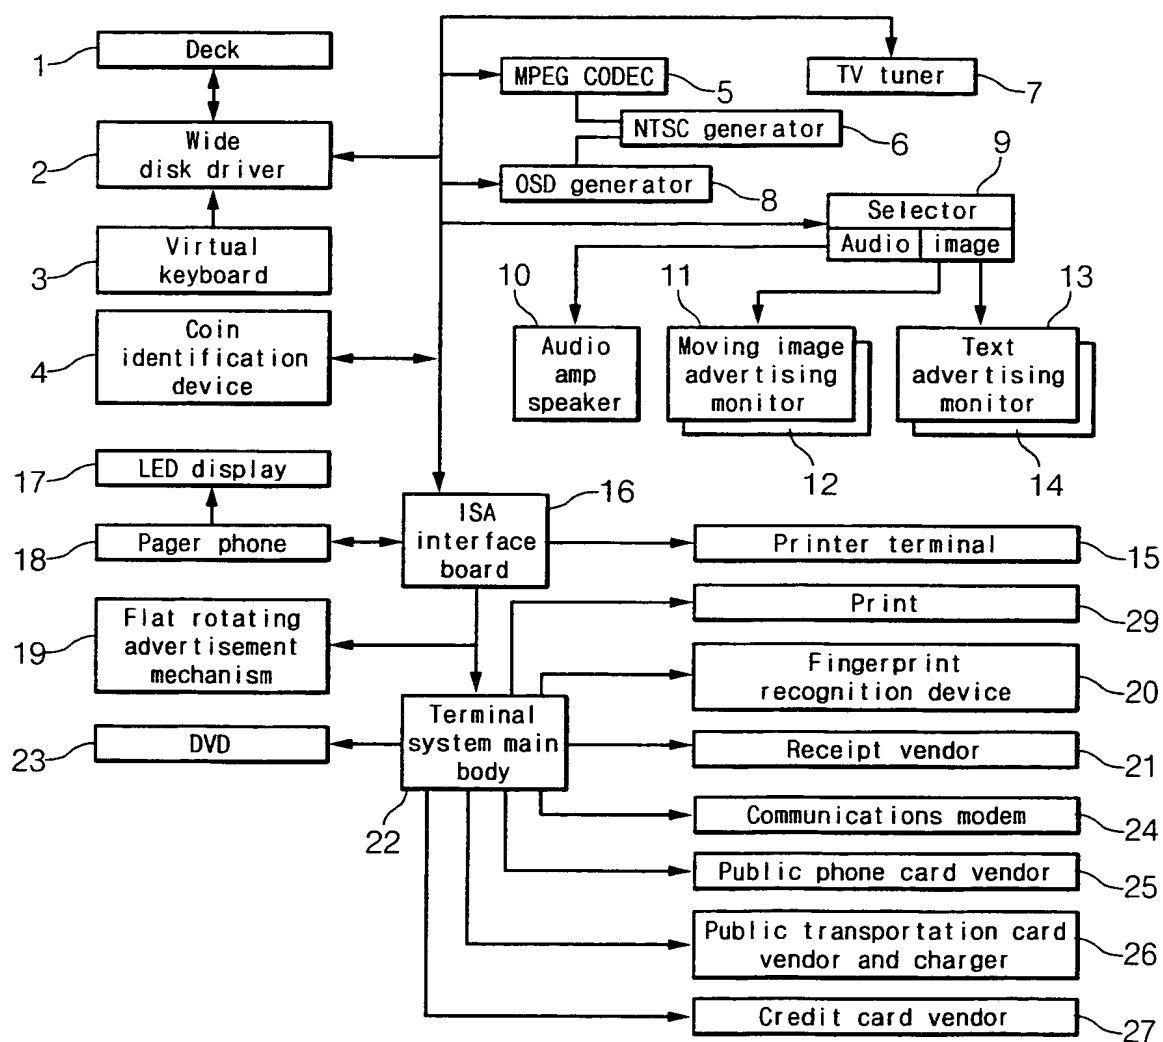 1
Deck
2
Wide
disk driver
3
Virtual
keyboard
4
Coin
identification
device
MPEG CODEC
5
TV tuner
7
NTSC generator
6
OSD generator
8
9
Selector
Audio
image
10
Audio
amp
speaker
11
Moving image
advertising
monitor
12
13
Text
advertising
monitor
14
17
LED display
18
Pager phone
16
ISA
interface
board
Printer terminal
15
Print
29
19
Flat rotating
advertisement
mechanism
Fingerprint
recognition device
20
23
DVD
Terminal
system main
body
22
Receipt vendor
21
Communications modem
24
Public phone card vendor
25
Public transportation card
vendor and charger
26
Credit card vendor
27